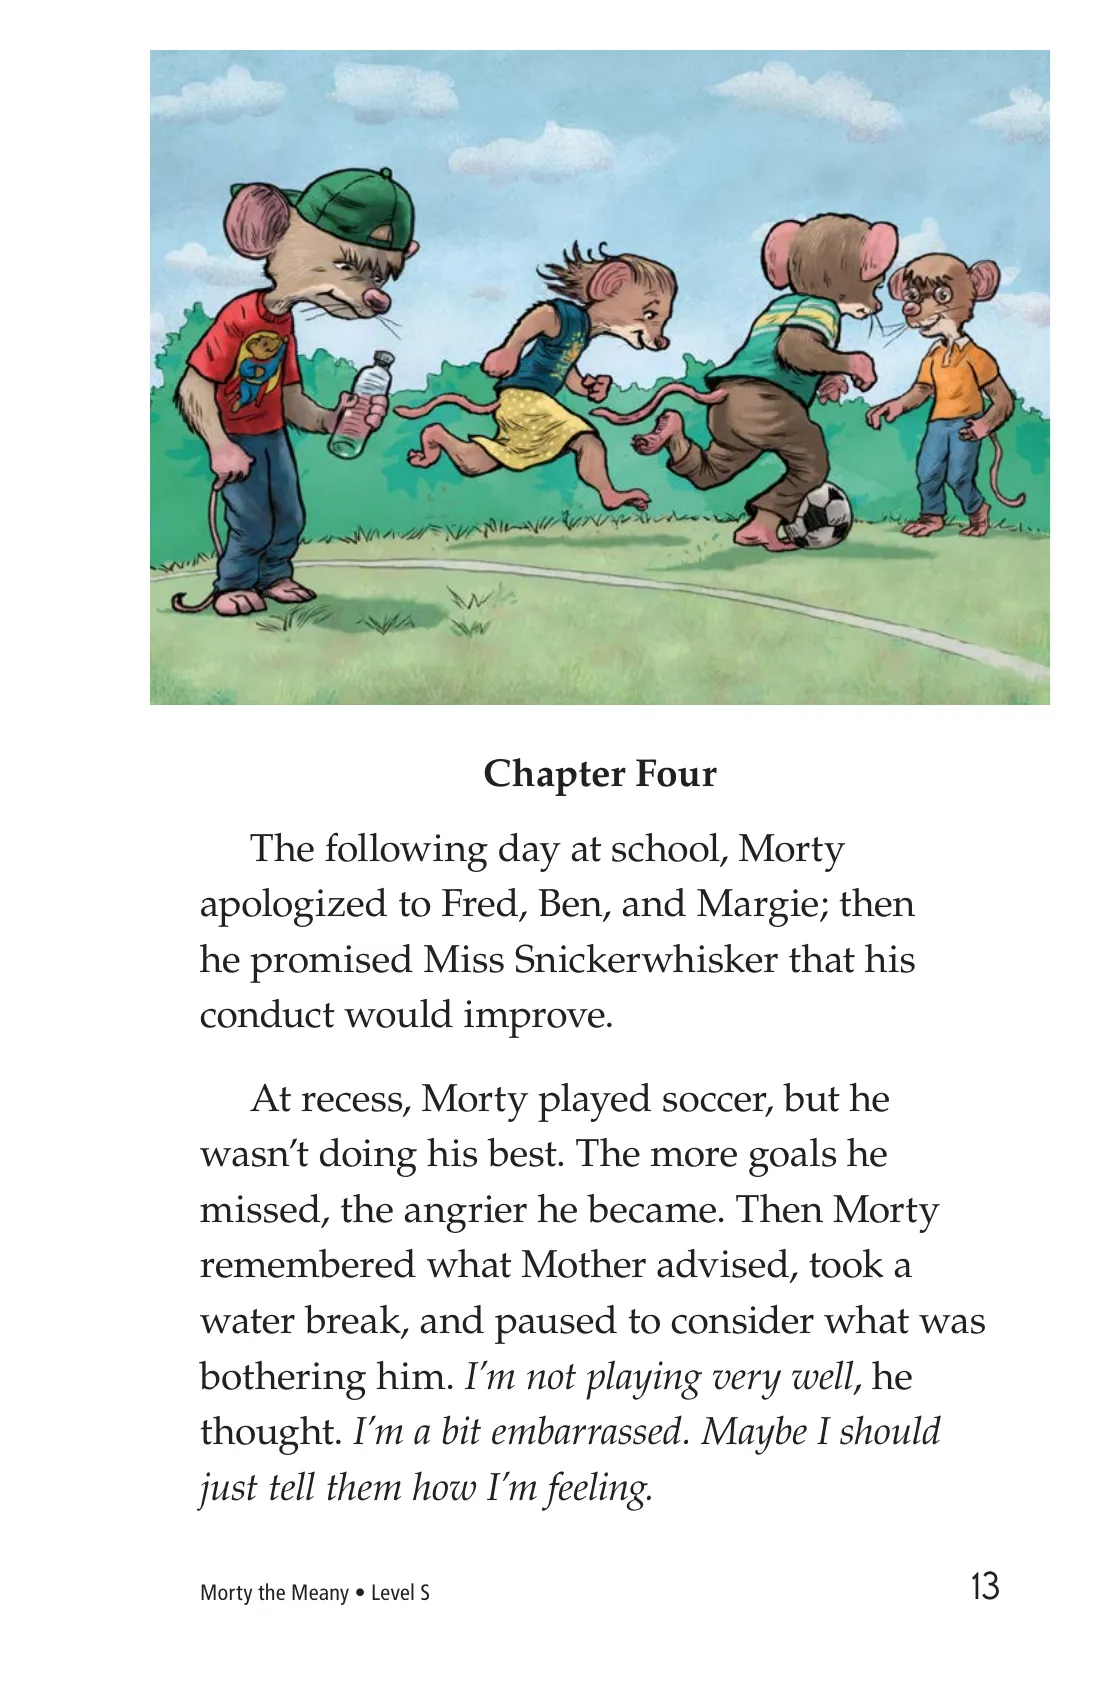 Chapter Four
The following day at school, Morty
apologized to Fred, Ben, and Margie; then
he promised Miss Snickerwhisker that his
conduct would improve.
At recess, Morty played soccer, but he
wasn’t doing his best. The more goals he
missed, the angrier he became. Then Morty
remembered what Mother advised, took a
water break, and paused to consider what was
bothering him. I’m not playing very well, he
thought. I’m a bit embarrassed. Maybe I should
just tell them how I’m feeling.
Morty the Meany • Level S
13